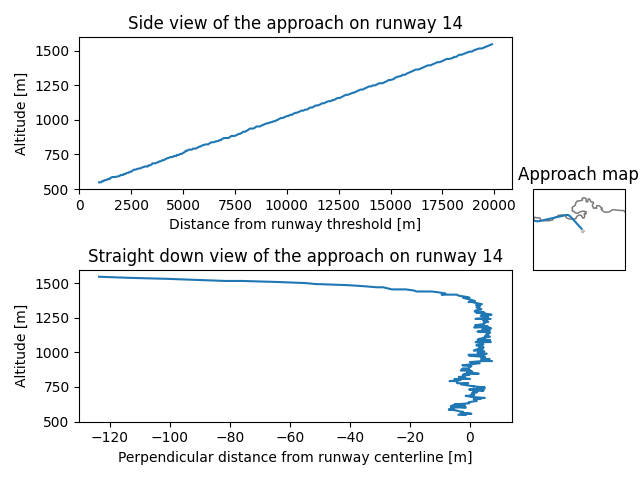 Side view of the approach on runway 14
1500
1250
1000
750
500
Altitude [m]
0 2500 5000 7500 10000 12500 15000 17500 20000
Distance from runway threshold [m]
Approach map
Straight down view of the approach on runway 14
1500
1250
1000
750
500
Altitude [m]
−120 −100 −80 −60 −40 −20 0
Perpendicular distance from runway centerline [m]